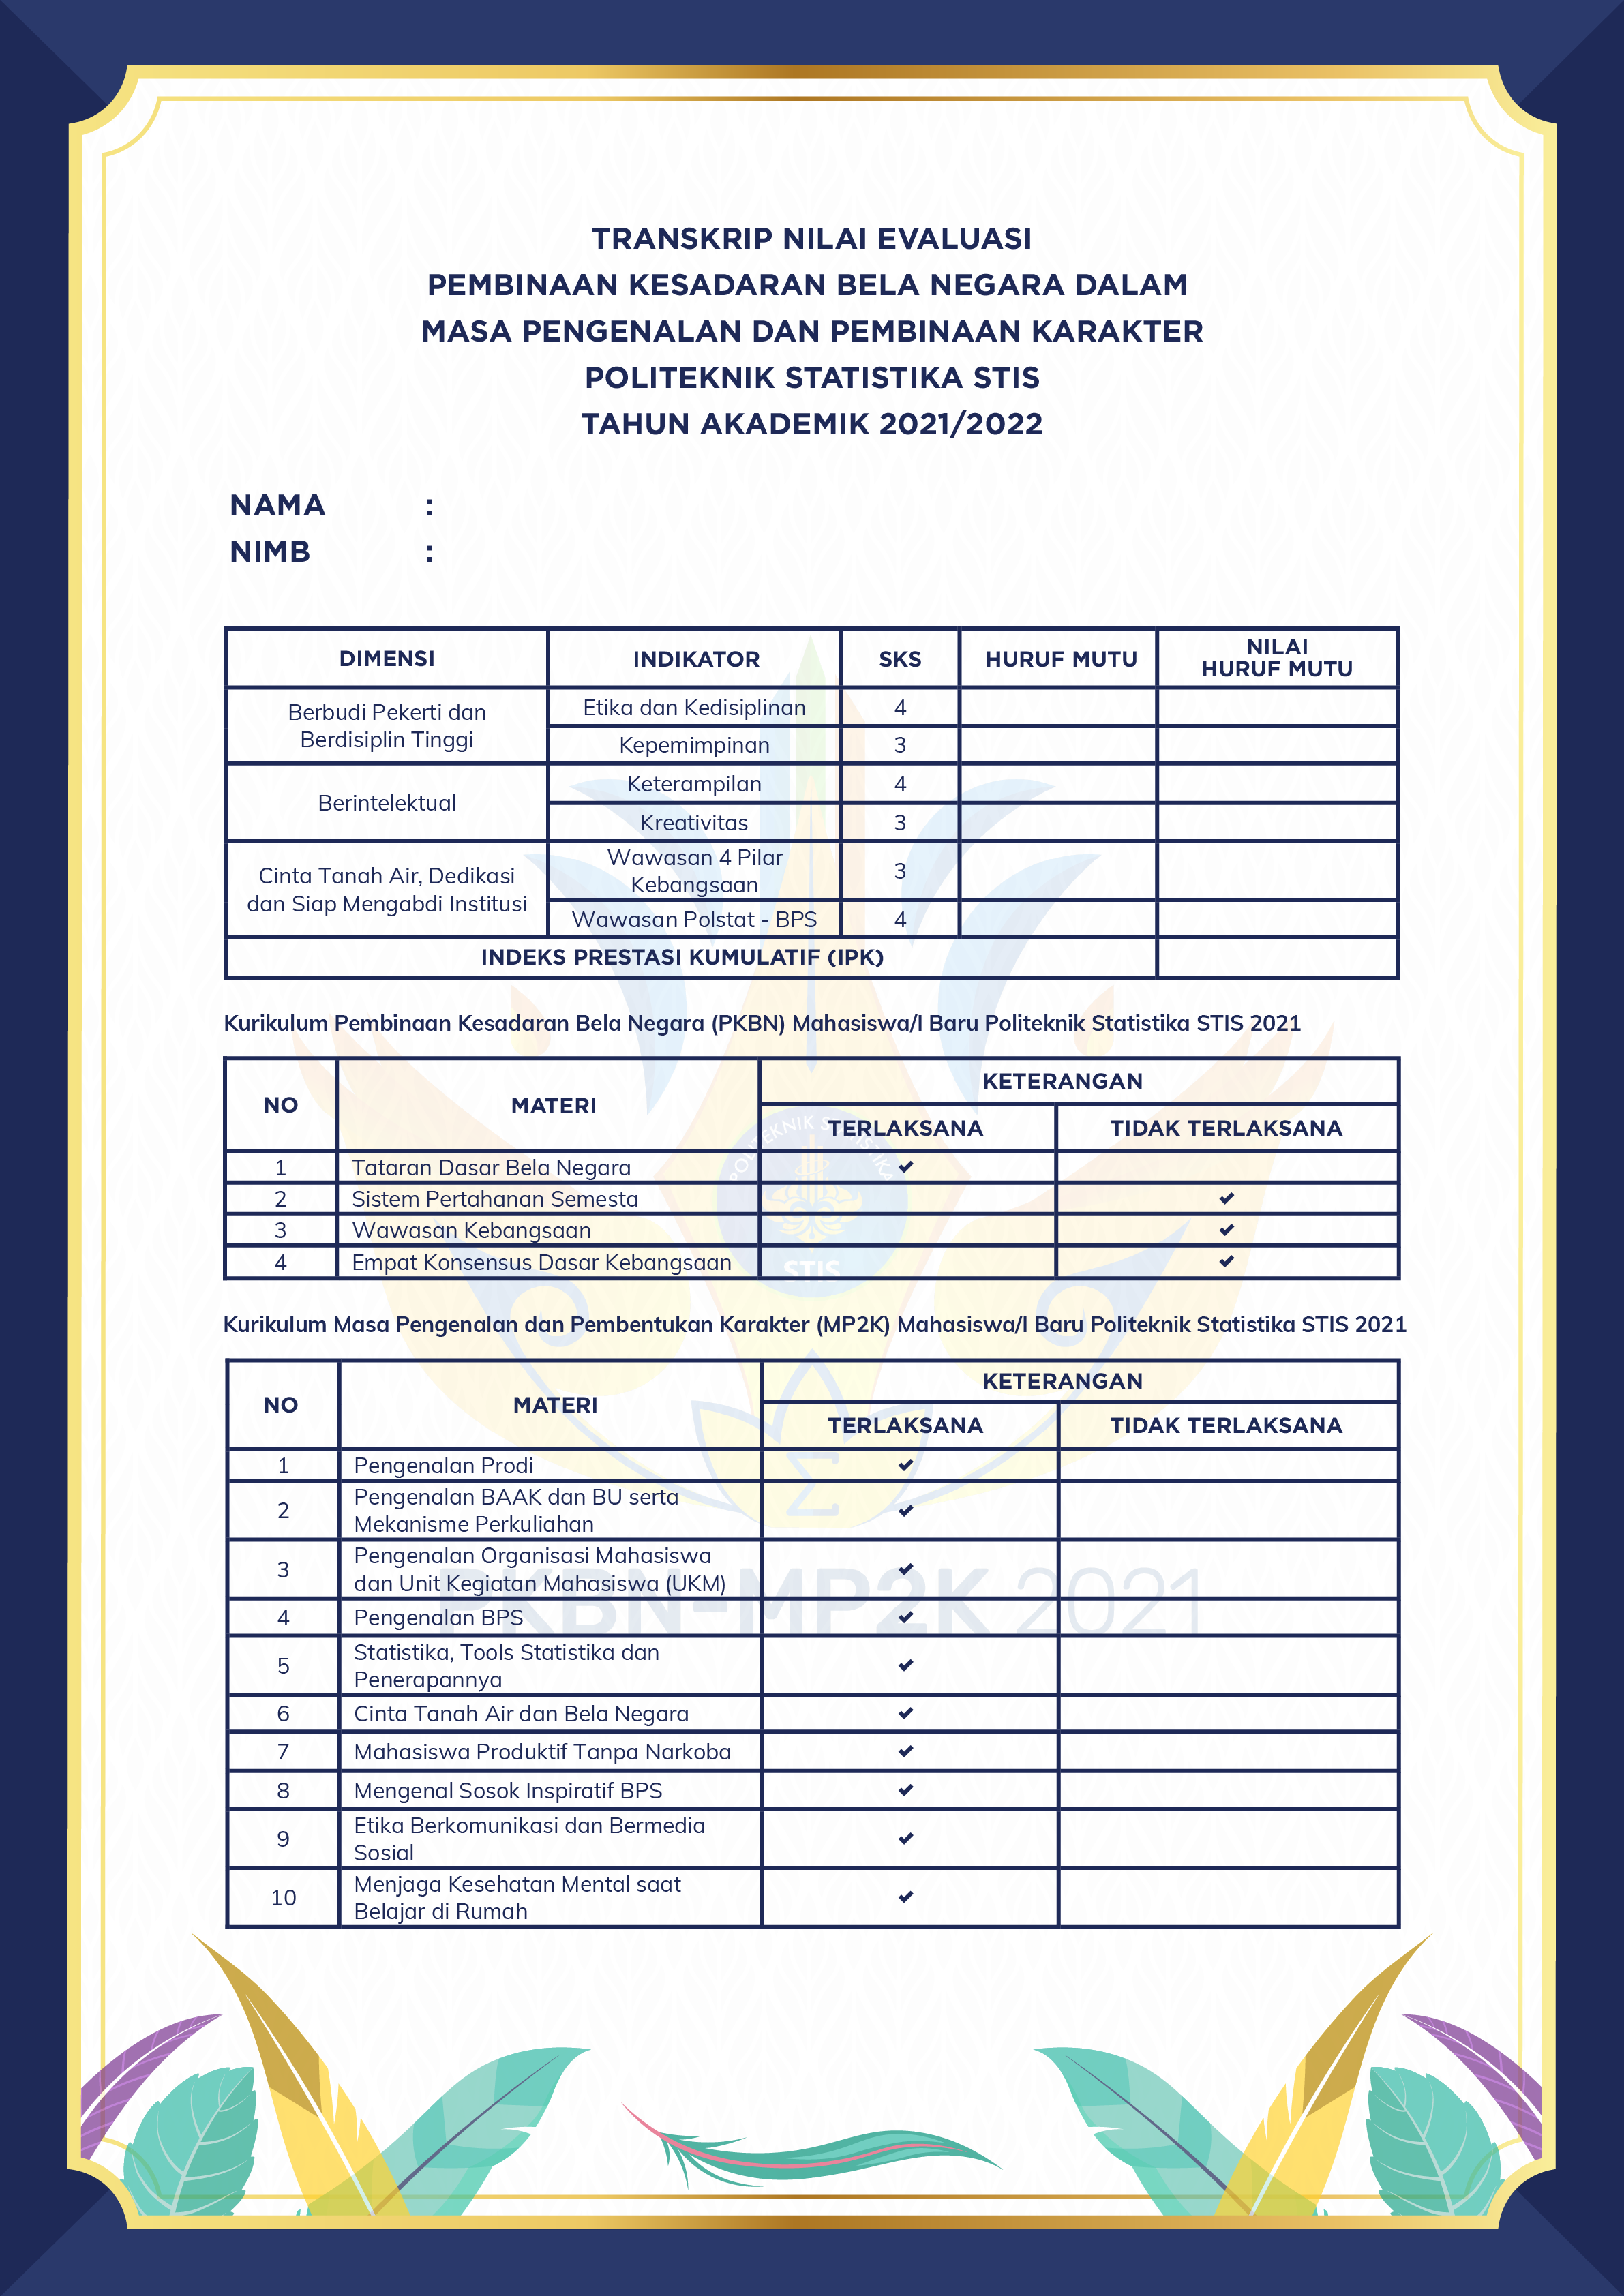 TRANSKRIP NILAI EVALUASI
PEMBINAAN KESADARAN BELA NEGARA DALAM
MASA PENGENALAN DAN PEMBINAAN KARAKTER
POLITEKNIK STATISTIKA STIS
TAHUN AKADEMIK 2021/2022
NAMA :
NIMB :
DIMENSI INDIKATOR SKS HURUF MUTU NILAI
HURUF MUTU
Berbudi Pekerti dan
Berdisiplin Tinggi
Etika dan Kedisiplinan 4
Kepemimpinan 3
Berintelektual
Keterampilan 4
Kreativitas 3
Cinta Tanah Air, Dedikasi
dan Siap Mengabdi Institusi
Wawasan 4 Pilar
Kebangsaan 3
Wawasan Polstat - BPS 4
INDEKS PRESTASI KUMULATIF (IPK)
Kurikulum Pembinaan Kesadaran Bela Negara (PKBN) Mahasiswa/I Baru Politeknik Statistika STIS 2021
NO MATERI KETERANGAN
TERLAKSANA TIDAK TERLAKSANA
1 Tataran Dasar Bela Negara ✔
2 Sistem Pertahanan Semesta ✔
3 Wawasan Kebangsaan ✔
4 Empat Konsensus Dasar Kebangsaan ✔
POLITEKNIK STATISTIKA
STIS
Kurikulum Masa Pengenalan dan Pembentukan Karakter (MP2K) Mahasiswa/I Baru Politeknik Statistika STIS 2021
NO MATERI KETERANGAN
TERLAKSANA TIDAK TERLAKSANA
1 Pengenalan Prodi ✔
2 Pengenalan BAAK dan BU serta
Mekanisme Perkuliahan ✔
3 Pengenalan Organisasi Mahasiswa
dan Unit Kegiatan Mahasiswa (UKM) ✔
4 Pengenalan BPS ✔
5 Statistika, Tools Statistika dan
Penerapannya ✔
6 Cinta Tanah Air dan Bela Negara ✔
7 Mahasiswa Produktif Tanpa Narkoba ✔
8 Mengenal Sosok Inspiratif BPS ✔
9 Etika Berkomunikasi dan Bermedia
Sosial ✔
10 Menjaga Kesehatan Mental saat
Belajar di Rumah ✔
Σ
PKBN-MP2K 2021